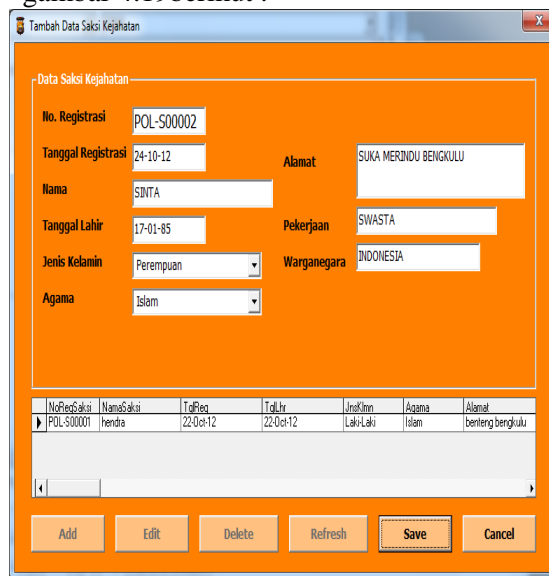 gambar 4.19berikut :
Tambah Data Saksi Kejahatan
Data Saksi Kejahatan
No. Registrasi POL-S00002
Tanggal Registrasi 24-10-12 Alamat SUKA MERINDU BENGKULU
Nama SINTA
Tanggal Lahir 17-01-85 Pekerjaan SWASTA
Jenis Kelamin Perempuan Warganegara INDONESIA
Agama Islam
NoRegSaksi NamaSaksi TglReg TglLhr JnsKlmn Agama Alamat
POL-S00001 hendra 22-Oct-12 22-Oct-12 Laki-Laki Islam benteng bengkulu
Add Edit Delete Refresh Save Cancel